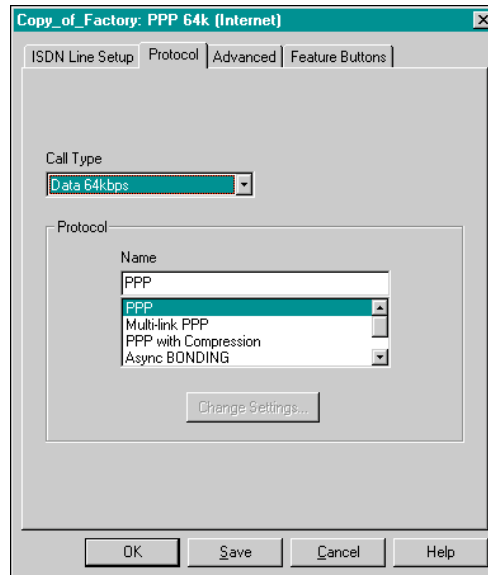 Copy_of_Factory: PPP 64k (Internet)
ISDN Line Setup Protocol Advanced Feature Buttons
Call Type
Data 64kbps
Protocol
Name
PPP
PPP
Multi-link PPP
PPP with Compression
Async BONDING
Change Settings...
OK Save Cancel Help